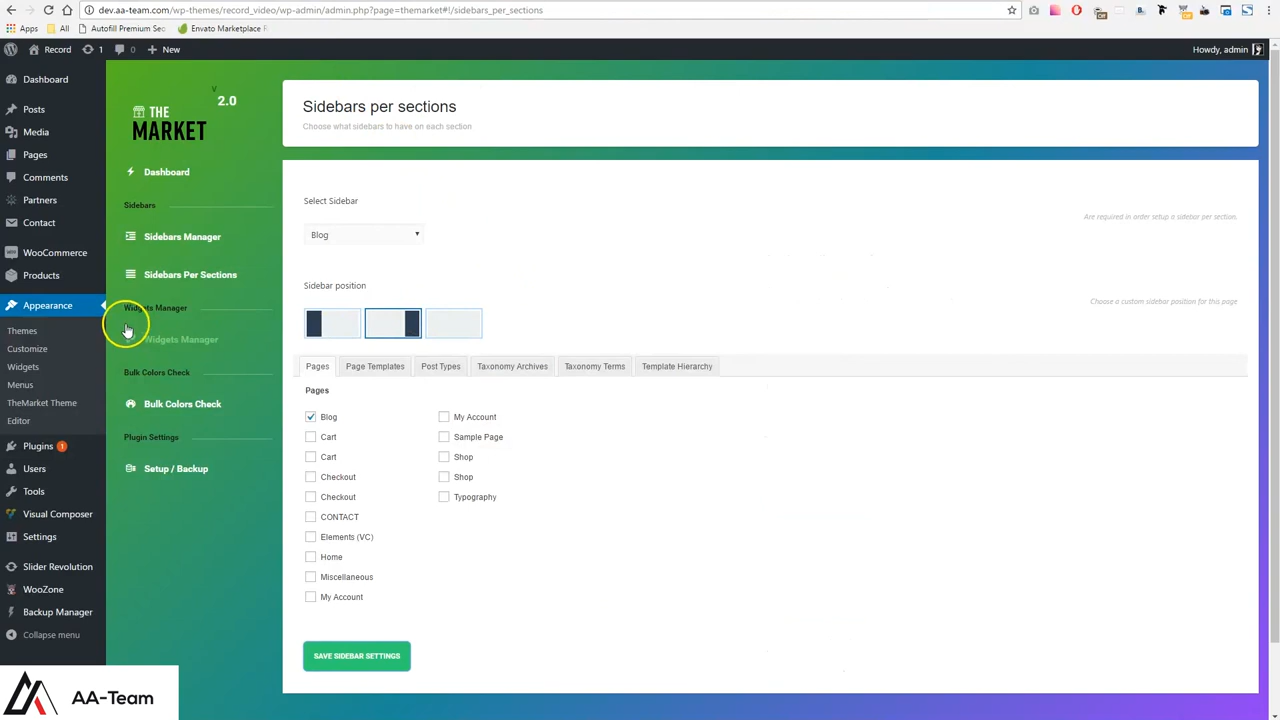 dev.aa-team.com/wp-themes/record_video/wp-admin/admin.php?page=themarket#!/sidebars_per_sections
Apps
All
Autofill Premium Seo
Envato Marketplace R
Record
1
0
New
Howdy, admin
Dashboard
Posts
Media
Pages
Comments
Partners
Contact
WooCommerce
Products
Appearance
Themes
Customize
Widgets
Menus
TheMarket Theme
Editor
Plugins 1
Users
Tools
Visual Composer
Settings
Slider Revolution
WooZone
Backup Manager
Collapse menu
V
2.0
THE
MARKET
Dashboard
Sidebars
Sidebars Manager
Sidebars Per Sections
Widgets Manager
Widgets Manager
Bulk Colors Check
Bulk Colors Check
Plugin Settings
Setup / Backup
Sidebars per sections
Choose what sidebars to have on each section
Select Sidebar
Are required in order setup a sidebar per section.
Blog
Sidebar position
Choose a custom sidebar position for this page
Pages
Page Templates
Post Types
Taxonomy Archives
Taxonomy Terms
Template Hierarchy
Pages
Blog
Cart
Cart
Checkout
Checkout
CONTACT
Elements (VC)
Home
Miscellaneous
My Account
My Account
Sample Page
Shop
Shop
Typography
SAVE SIDEBAR SETTINGS
AA-Team